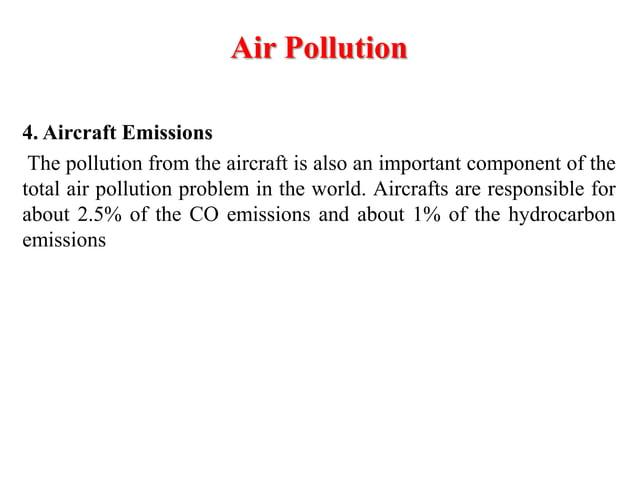 Air Pollution
4. Aircraft Emissions
The pollution from the aircraft is also an important component of the
total air pollution problem in the world. Aircrafts are responsible for
about 2.5% of the CO emissions and about 1% of the hydrocarbon
emissions